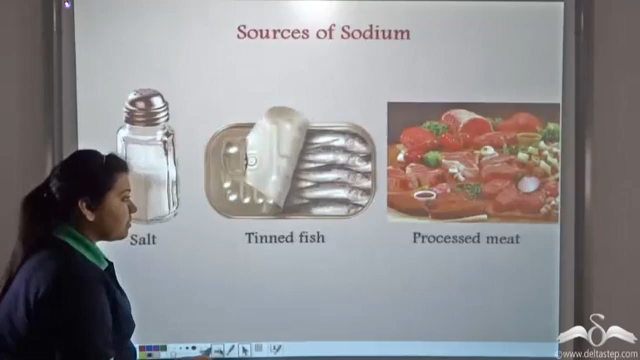 Sources of Sodium
Salt
Tinned fish
Processed meat
©www.deltastep.com